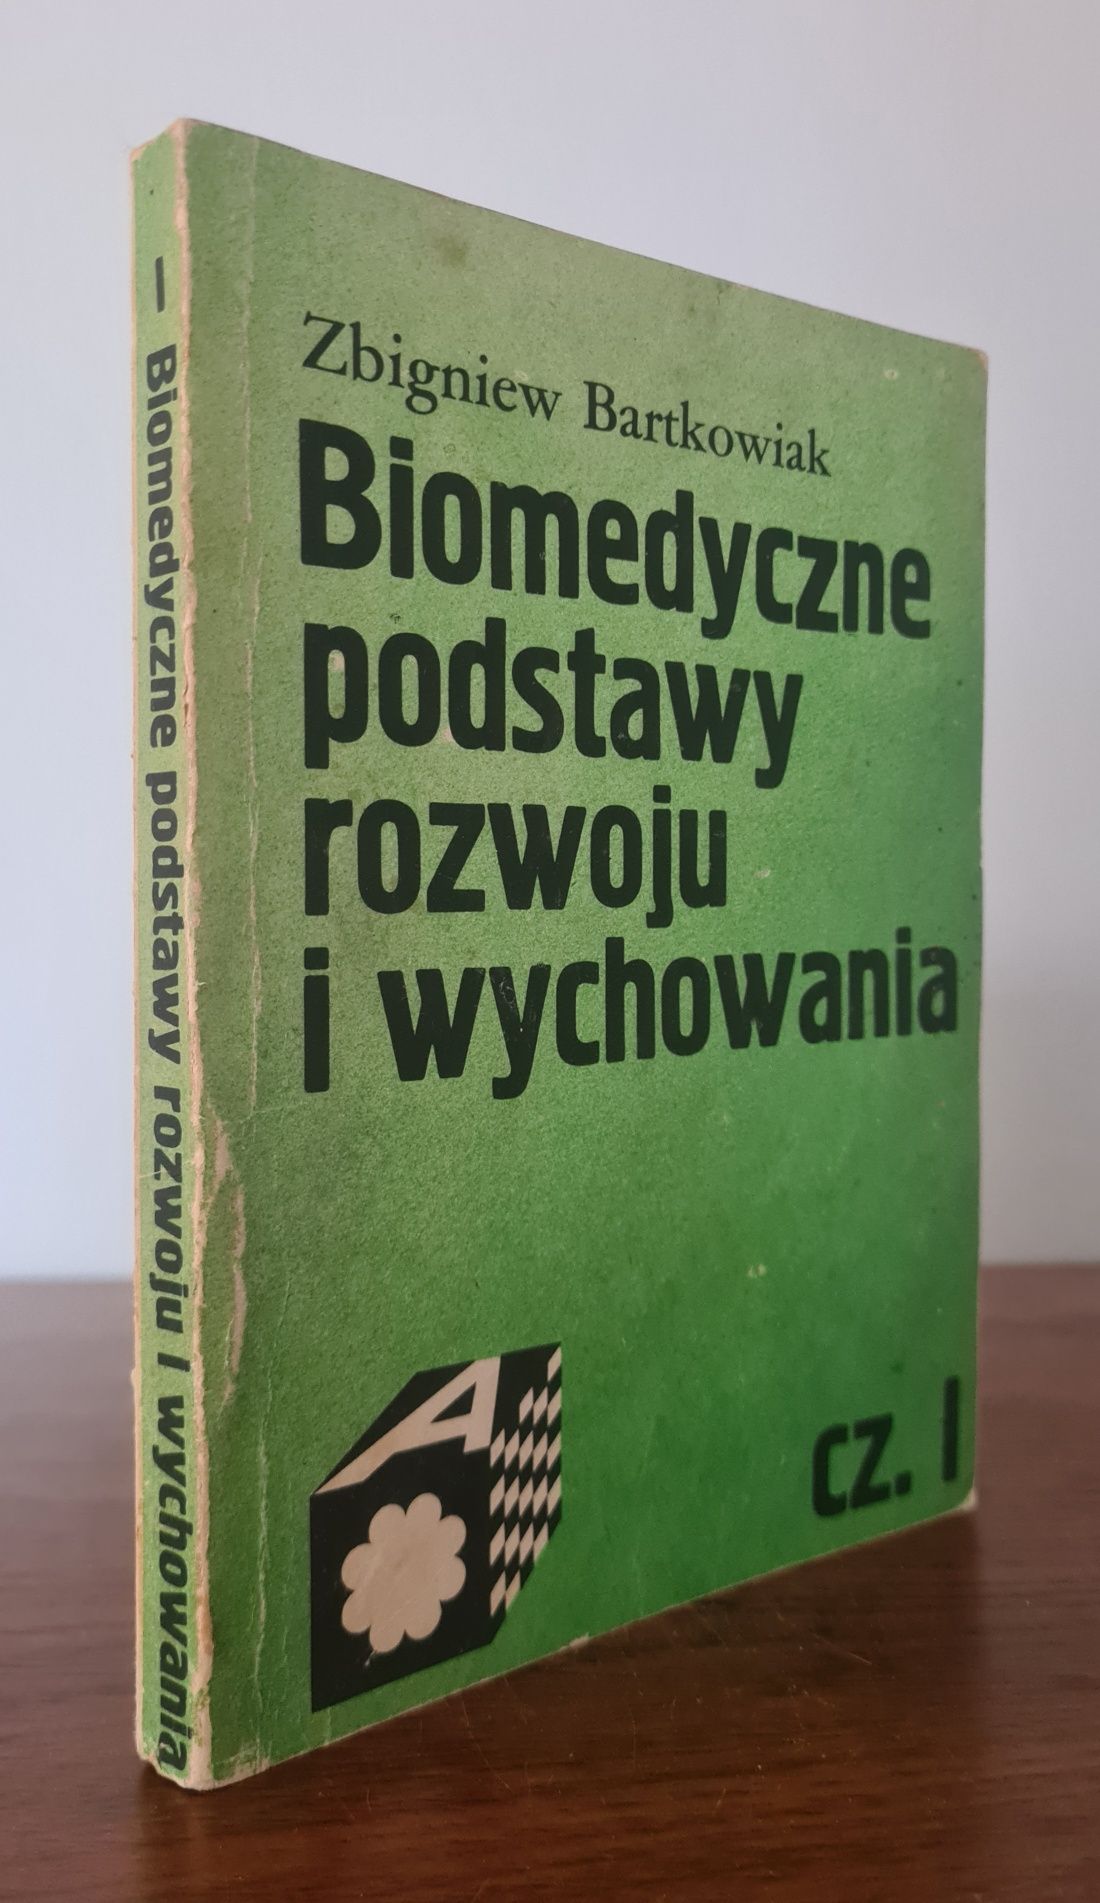 Zbigniew Bartkowiak
Biomedyczne
podstawy
rozwoju
i wychowania
cz. I
A
I Biomedyczne podstawy rozwoju I wychowania